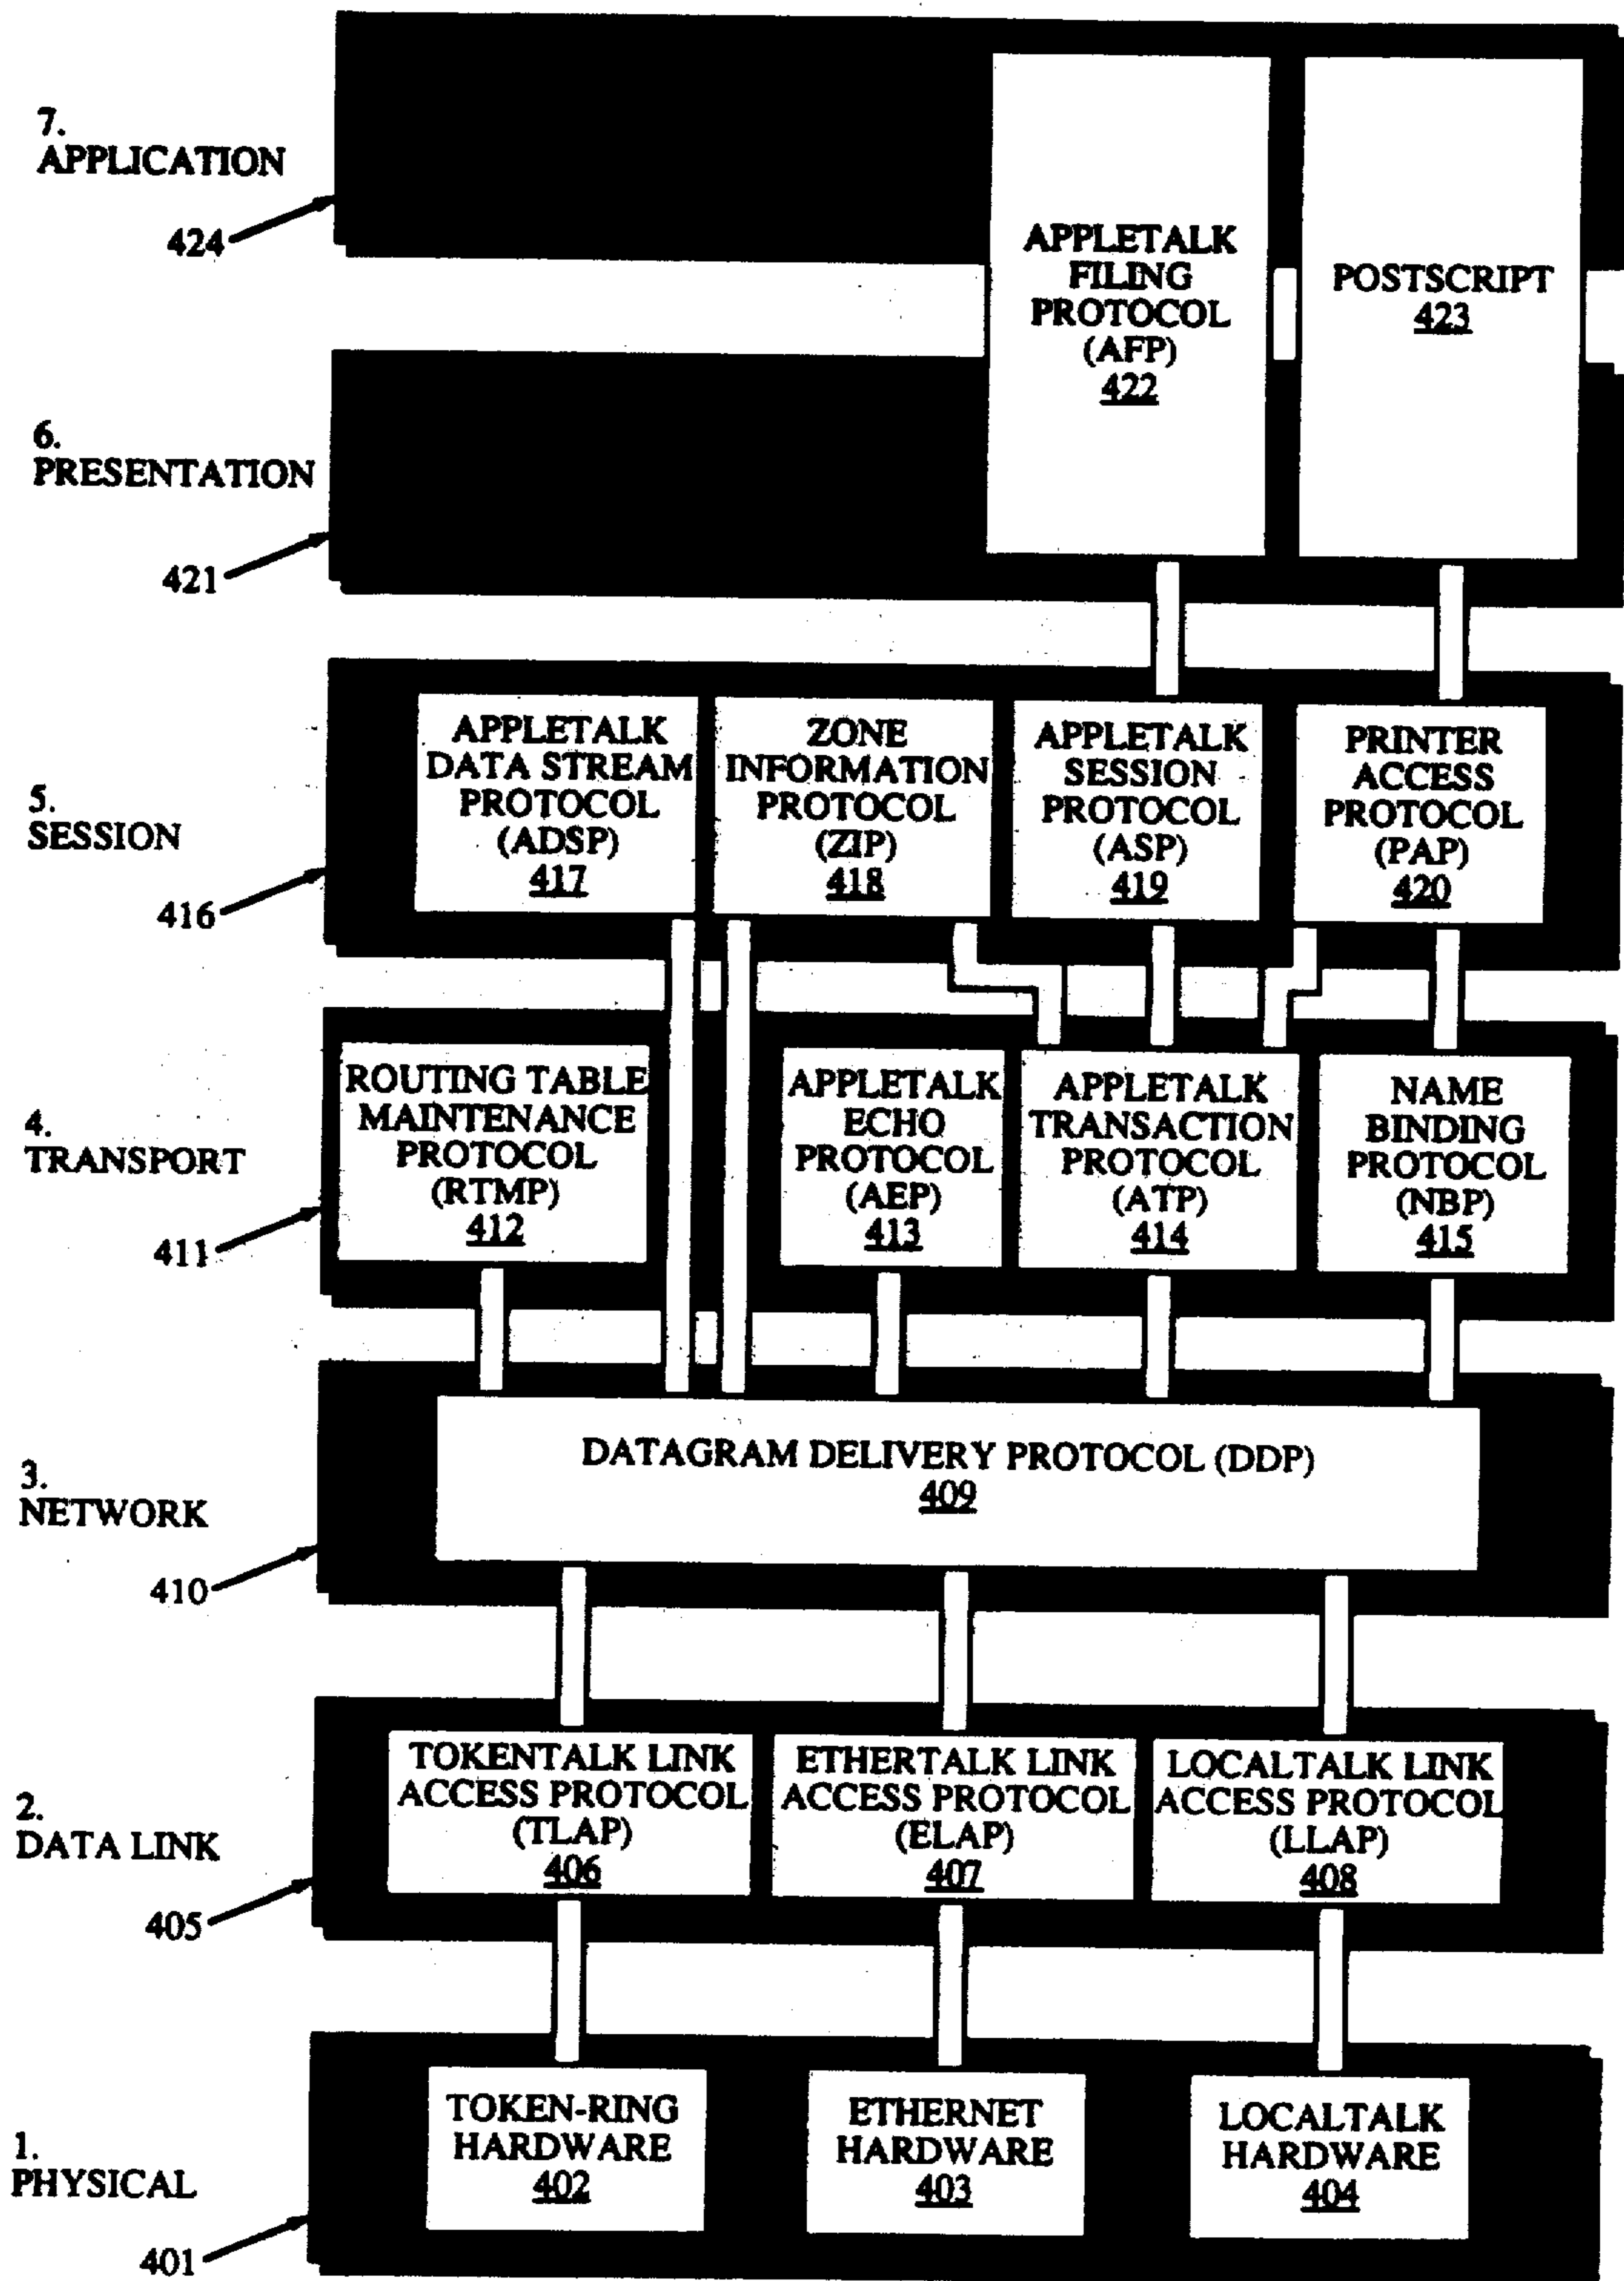 7.
APPLICATION
424
APPLETALK
FILING
PROTOCOL
(AFP)
422
POSTSCRIPT
423
6.
PRESENTATION
421
5.
SESSION
416
APPLETALK
DATA STREAM
PROTOCOL
(ADSP)
417
ZONE
INFORMATION
PROTOCOL
(ZIP)
418
APPLETALK
SESSION
PROTOCOL
(ASP)
419
PRINTER
ACCESS
PROTOCOL
(PAP)
420
4.
TRANSPORT
411
ROUTING TABLE
MAINTENANCE
PROTOCOL
(RTMP)
412
APPLETALK
ECHO
PROTOCOL
(AEP)
413
APPLETALK
TRANSACTION
PROTOCOL
(ATP)
414
NAME
BINDING
PROTOCOL
(NBP)
415
3.
NETWORK
410
DATAGRAM DELIVERY PROTOCOL (DDP)
409
2.
DATA LINK
405
TOKENTALK LINK
ACCESS PROTOCOL
(TLAP)
406
ETHERTALK LINK
ACCESS PROTOCOL
(ELAP)
407
LOCALTALK LINK
ACCESS PROTOCOL
(LLAP)
408
1.
PHYSICAL
401
TOKEN-RING
HARDWARE
402
ETHERNET
HARDWARE
403
LOCALTALK
HARDWARE
404